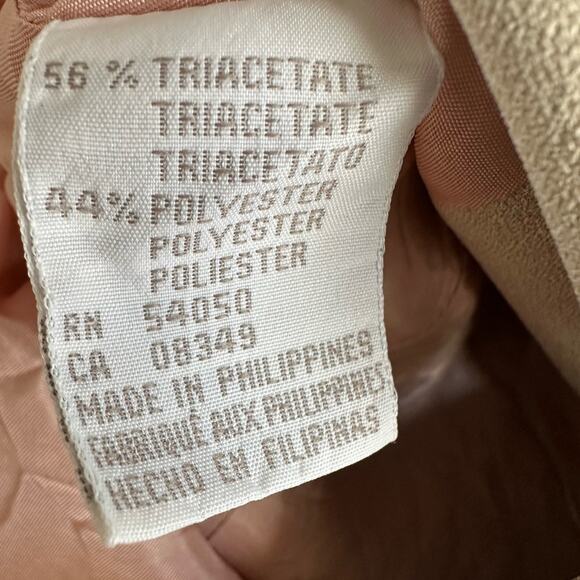 56 % TRIACETATE
TRIACETATE
TRIACETATO
44% POLYESTER
POLYESTER
POLIESTER
RN 54050
CA 08349
MADE IN PHILIPPINES
FABRIQUÉ AUX PHILIPPINES
HECHO EN FILIPINAS